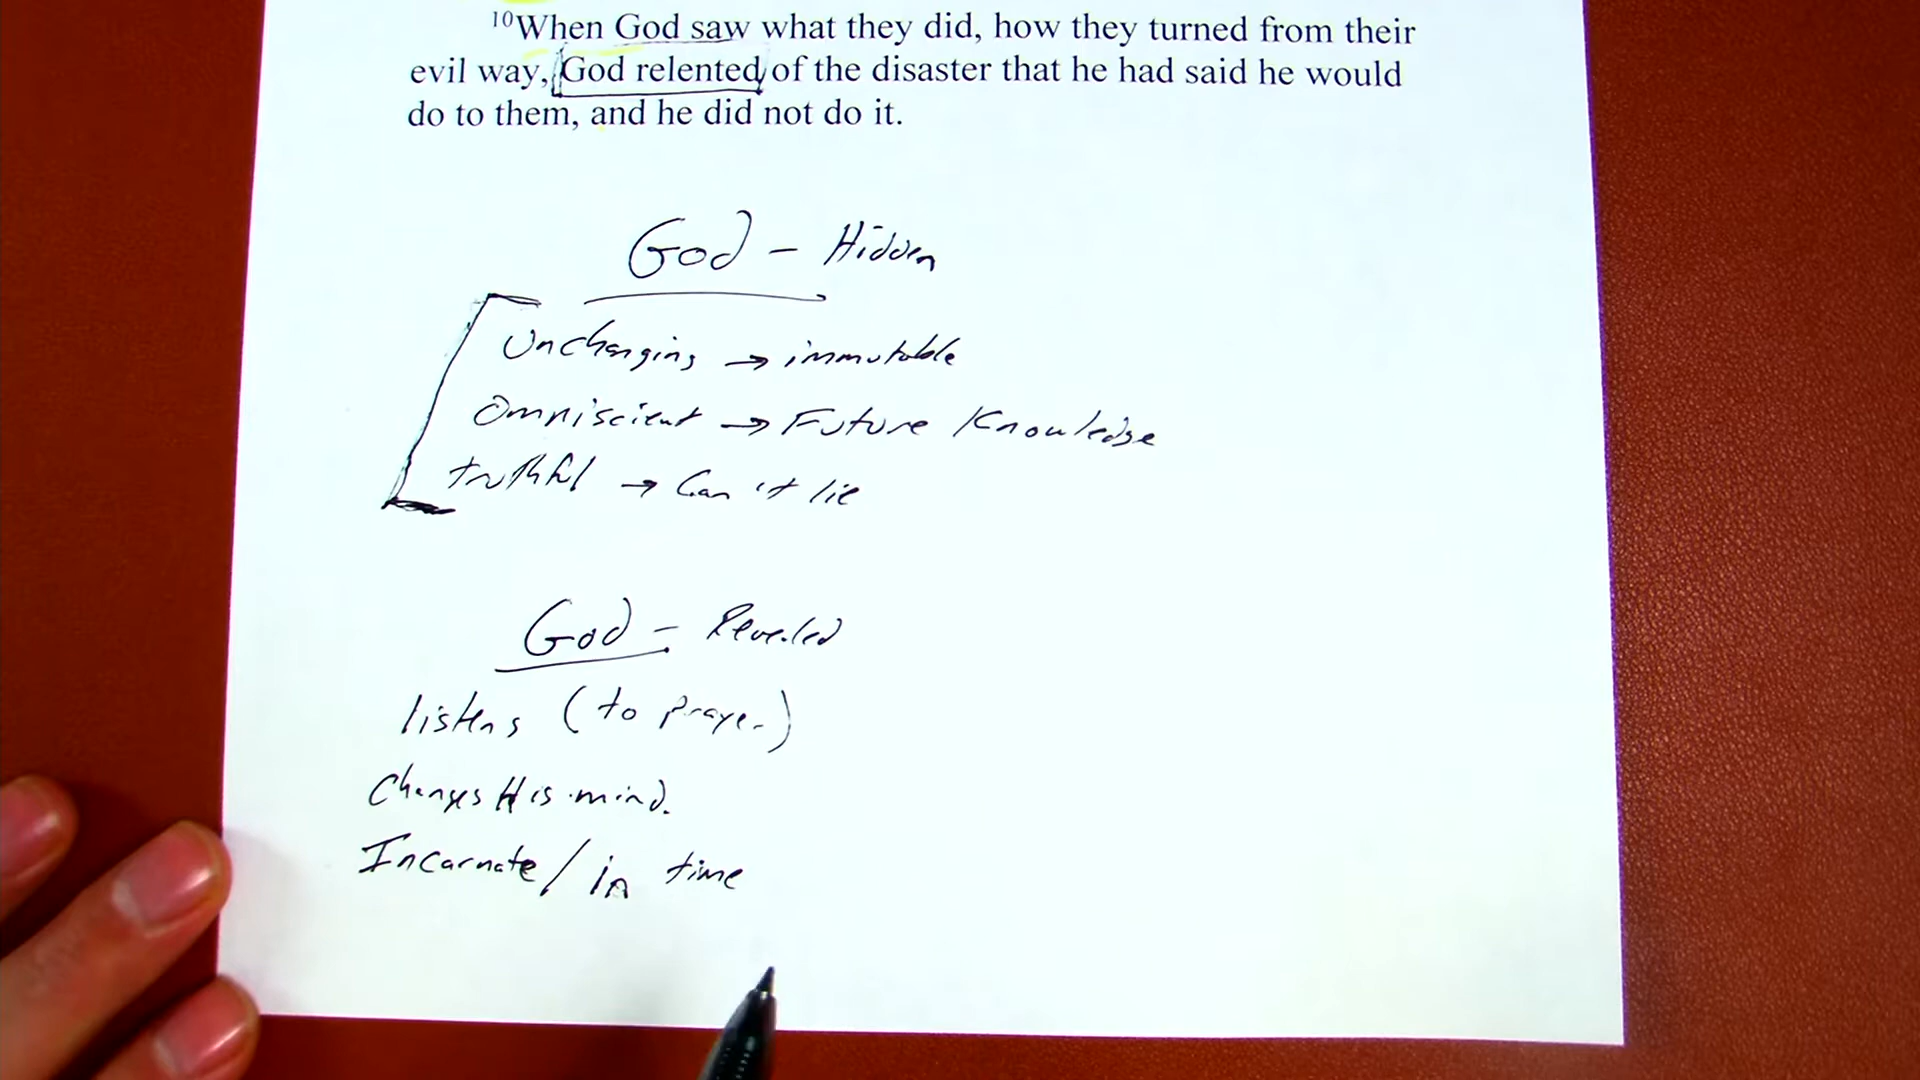 ¹⁰When God saw what they did, how they turned from their
evil way, God relented of the disaster that he had said he would
do to them, and he did not do it.
God - Hidden
Unchanging → immutable
Omniscient → Future Knowledge
truthful → Can't lie
God - Revealed
listens (to prayer)
Changes His mind.
Incarnate / in time